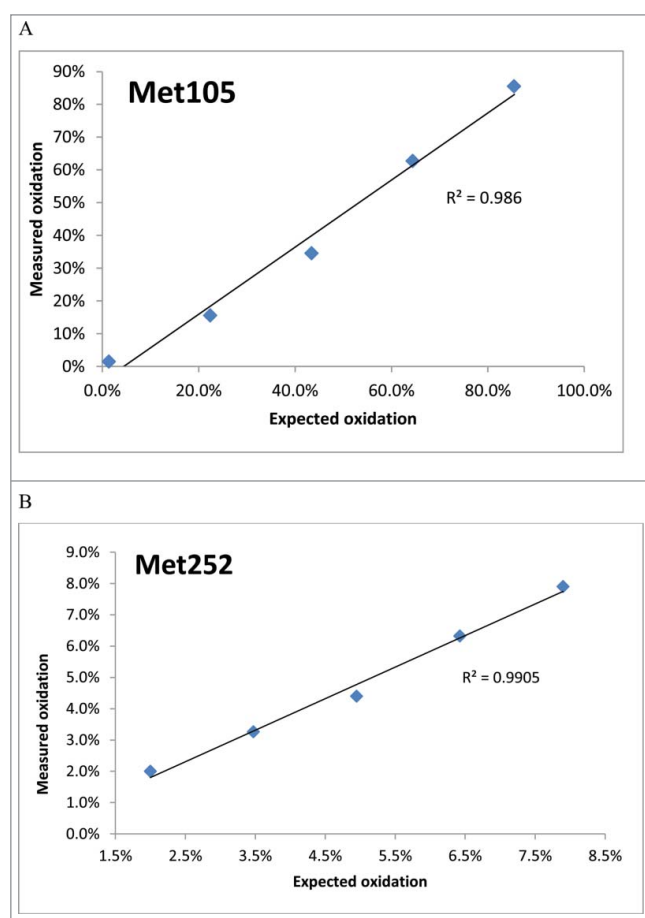 A
Met105
90%
80%
70%
60%
50%
40%
30%
20%
10%
0%
Measured oxidation
R² = 0.986
0.0% 20.0% 40.0% 60.0% 80.0% 100.0%
Expected oxidation
B
Met252
9.0%
8.0%
7.0%
6.0%
5.0%
4.0%
3.0%
2.0%
1.0%
0.0%
Measured oxidation
R² = 0.9905
1.5% 2.5% 3.5% 4.5% 5.5% 6.5% 7.5% 8.5%
Expected oxidation